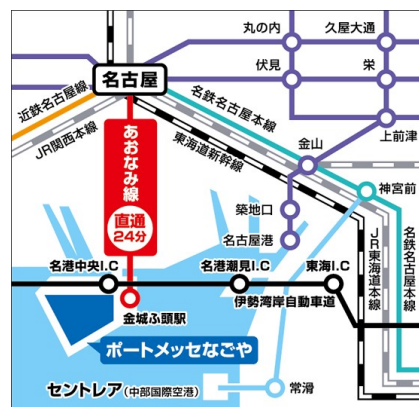 丸の内
久屋大通
伏見
栄
名古屋
近鉄名古屋線
JR関西本線
あおなみ線
直通
24分
名鉄名古屋本線
東海道新幹線
金山
上前津
神宮前
築地口
名古屋港
JR東海道本線
名鉄名古屋本線
名港中央I.C
名港潮見I.C
東海I.C
伊勢湾岸自動車道
金城ふ頭駅
ポートメッセなごや
セントレア(中部国際空港)
常滑